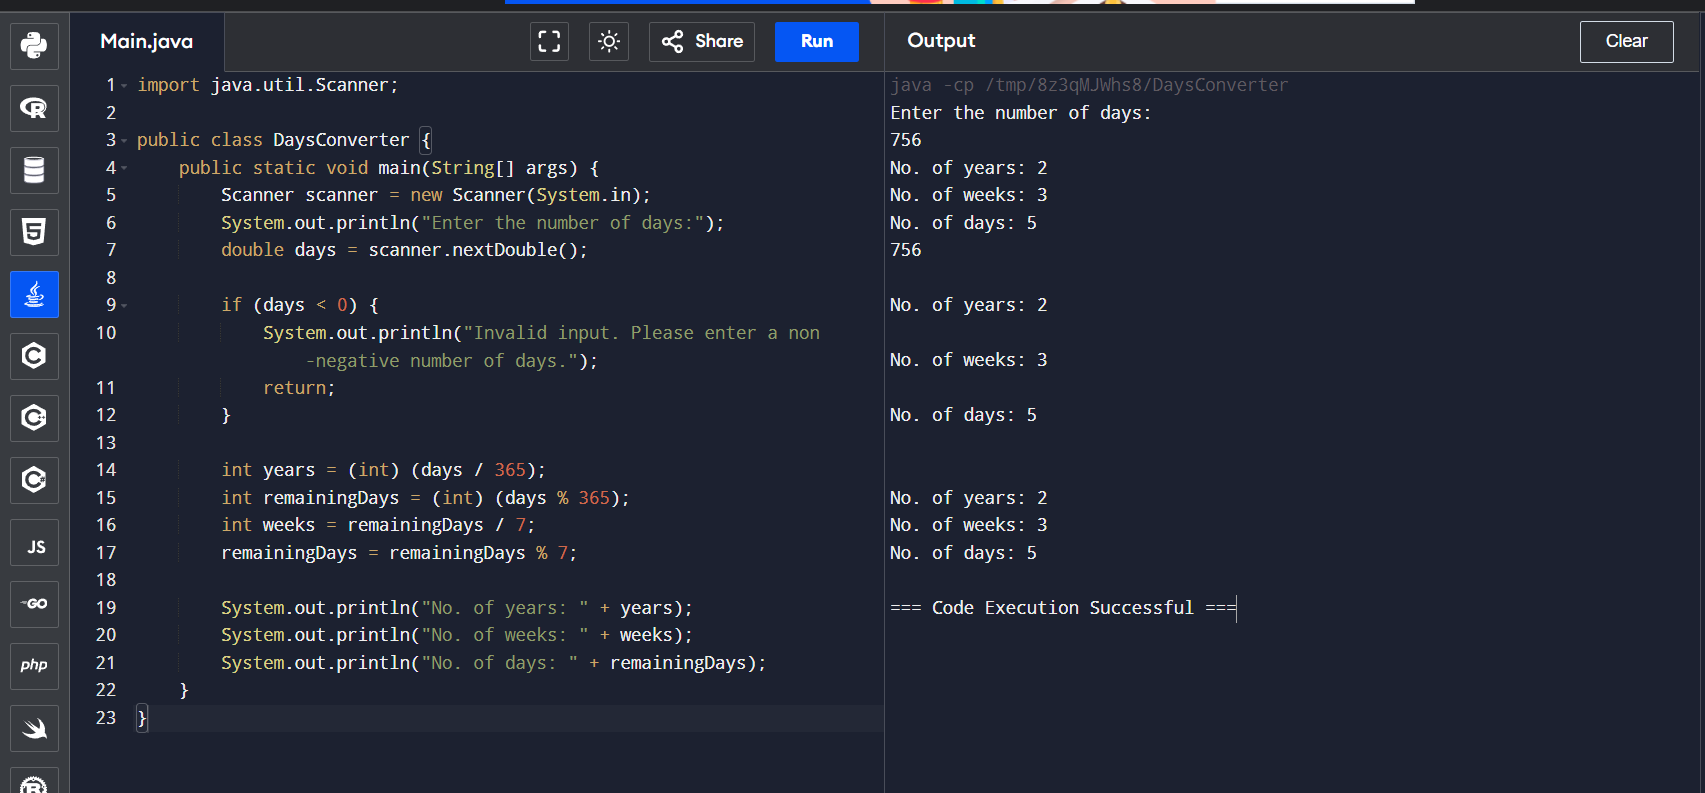 Main.java
Share
Run
Output
Clear
1 import java.util.Scanner;
2
3 public class DaysConverter {
4 public static void main(String[] args) {
5 Scanner scanner = new Scanner(System.in);
6 System.out.println("Enter the number of days:");
7 double days = scanner.nextDouble();
8
9 if (days < 0) {
10 System.out.println("Invalid input. Please enter a non
-negative number of days.");
11 return;
12 }
13
14 int years = (int) (days / 365);
15 int remainingDays = (int) (days % 365);
16 int weeks = remainingDays / 7;
17 remainingDays = remainingDays % 7;
18
19 System.out.println("No. of years: " + years);
20 System.out.println("No. of weeks: " + weeks);
21 System.out.println("No. of days: " + remainingDays);
22 }
23 }
java -cp /tmp/8z3qMJWhs8/DaysConverter
Enter the number of days:
756
No. of years: 2
No. of weeks: 3
No. of days: 5
756
No. of years: 2
No. of weeks: 3
No. of days: 5
No. of years: 2
No. of weeks: 3
No. of days: 5
=== Code Execution Successful ===
R
5
C
C
C
JS
GO
php
R